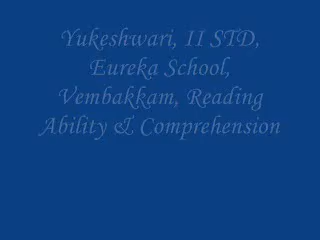 Yukeshwari, II STD,
Eureka School,
Vembakkam, Reading
Ability & Comprehension